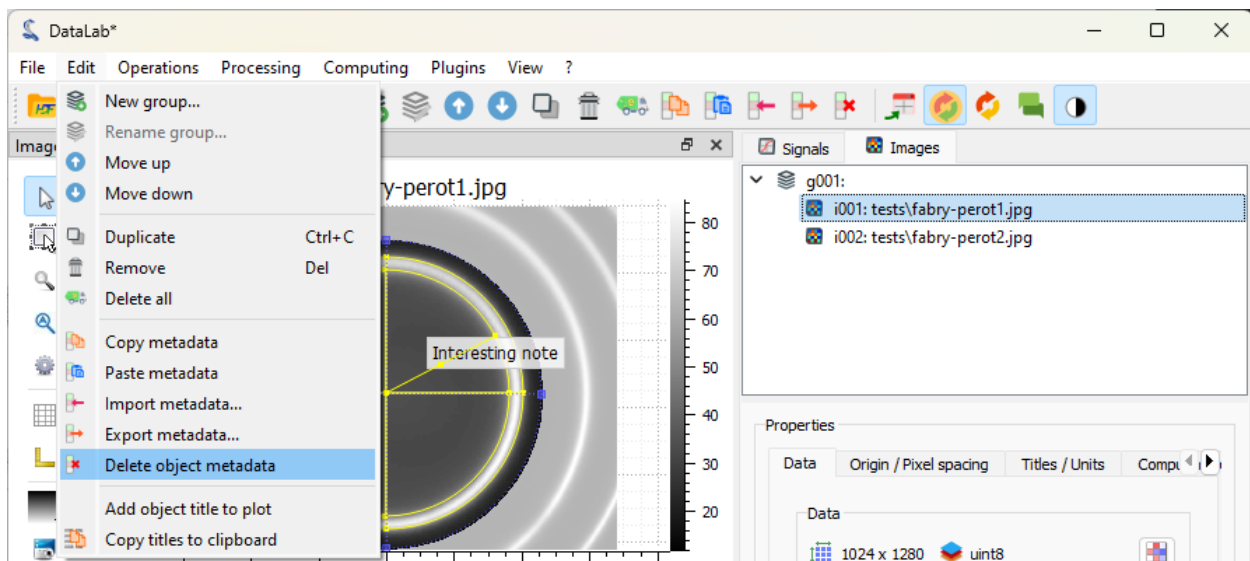 DataLab*
File Edit Operations Processing Computing Plugins View ?
New group...
Rename group...
Move up
Move down
Duplicate Ctrl+C
Remove Del
Delete all
Copy metadata
Paste metadata
Import metadata...
Export metadata...
Delete object metadata
Add object title to plot
Copy titles to clipboard
HDF
Imag
y-perot1.jpg
Interesting note
80
70
60
50
40
30
20
Signals Images
g001:
i001: tests\fabry-perot1.jpg
i002: tests\fabry-perot2.jpg
Properties
Data Origin / Pixel spacing Titles / Units Compu
Data
1024 x 1280 uint8